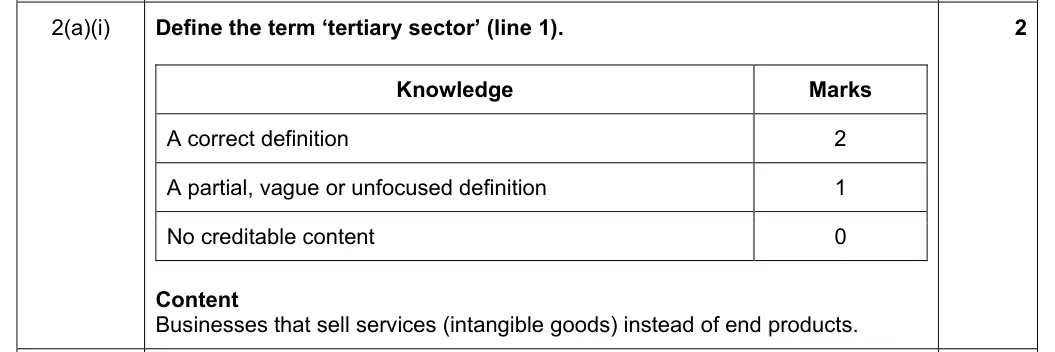 2(a)(i) Define the term ‘tertiary sector’ (line 1). 2
Knowledge Marks
A correct definition 2
A partial, vague or unfocused definition 1
No creditable content 0
Content
Businesses that sell services (intangible goods) instead of end products.